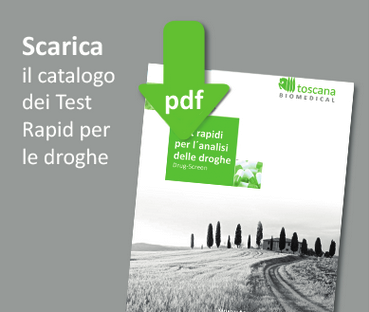 Scarica
il catalogo
dei Test
Rapid per
le droghe
pdf
toscana
BIOMEDICAL
rapidi
per l´analisi
delle droghe
Drug-Screen